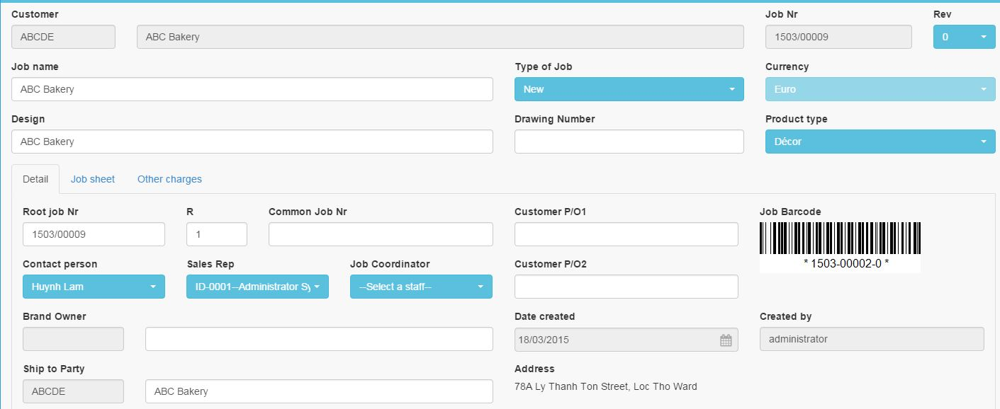 Customer Job Nr Rev
ABCDE ABC Bakery 1503/00009 0
Job name Type of Job Currency
ABC Bakery New Euro
Design Drawing Number Product type
ABC Bakery Décor
Detail Job sheet Other charges
Root job Nr R Common Job Nr Customer P/O1 Job Barcode
1503/00009 1
* 1503-00002-0 *
Contact person Sales Rep Job Coordinator Customer P/O2
Huynh Lam ID-0001--Administrator Sy --Select a staff--
Brand Owner Date created Created by
18/03/2015 administrator
Ship to Party Address
ABCDE ABC Bakery 78A Ly Thanh Ton Street, Loc Tho Ward